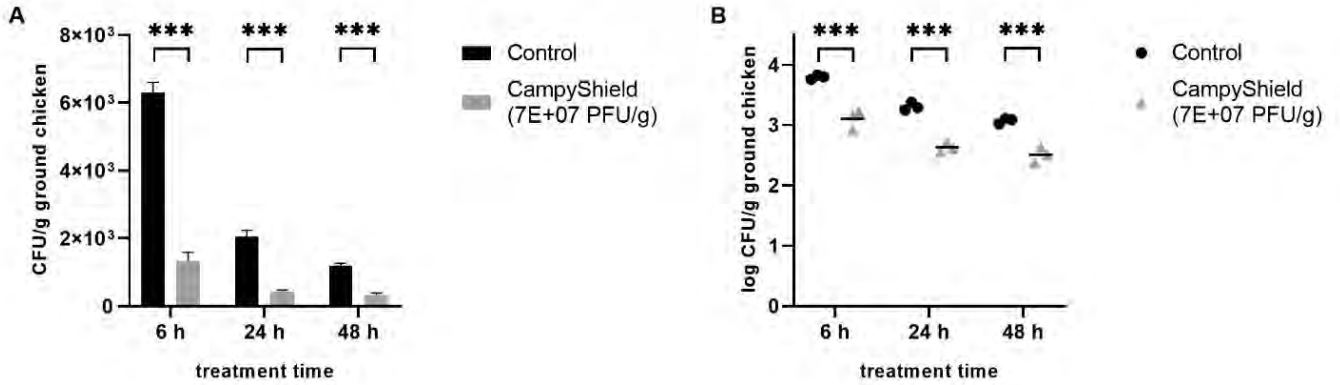 A
*** *** ***
8×10³
6×10³
4×10³
2×10³
0
CFU/g ground chicken
6 h 24 h 48 h
treatment time
Control
CampyShield
(7E+07 PFU/g)
B
*** *** ***
4
3
2
1
0
log CFU/g ground chicken
6 h 24 h 48 h
treatment time
Control
CampyShield
(7E+07 PFU/g)